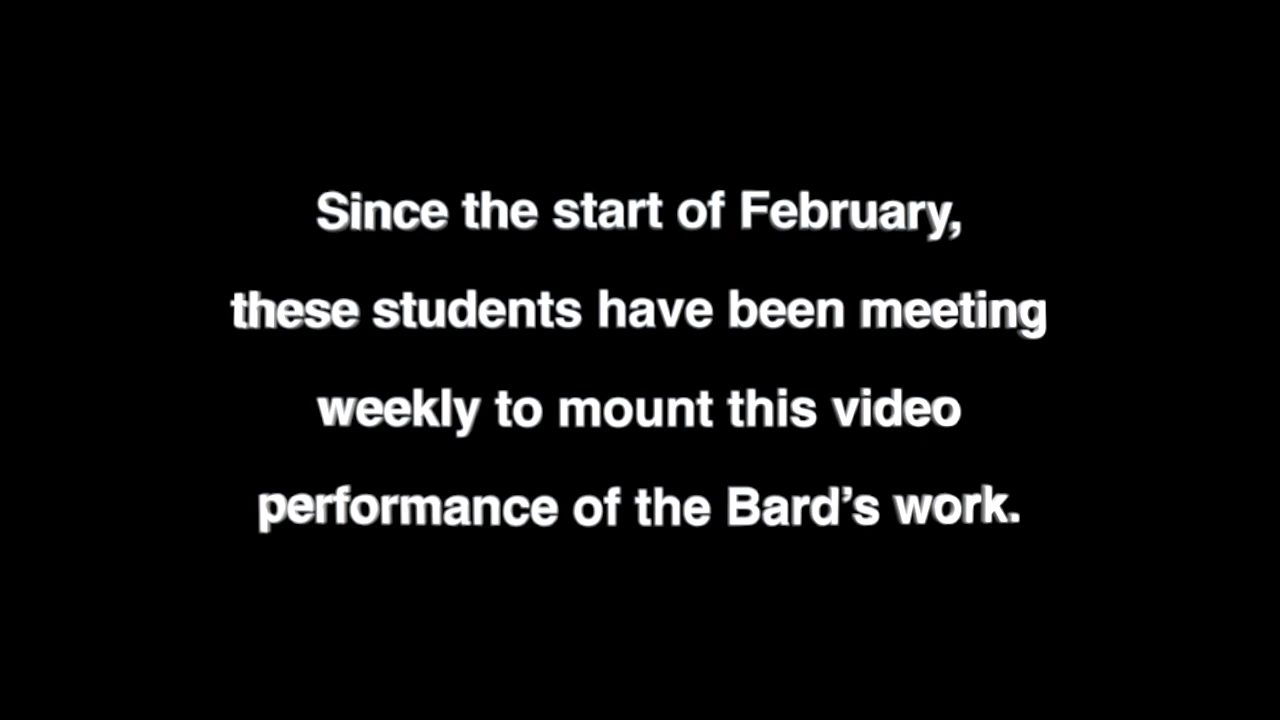 Since the start of February,
these students have been meeting
weekly to mount this video
performance of the Bard’s work.